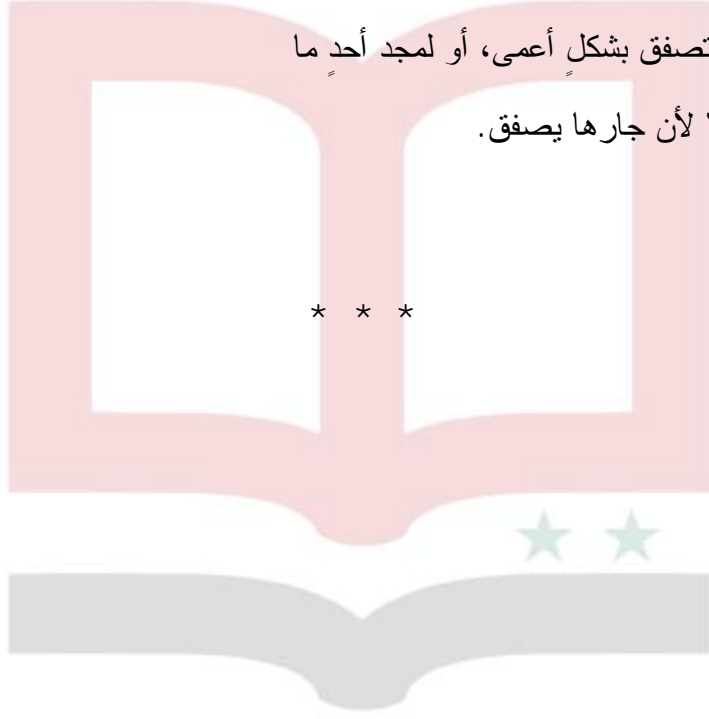 تصفق بشكلٍ أعمى، أو لمجد أحدٍ ما
لأن جارها يصفق.
* * *